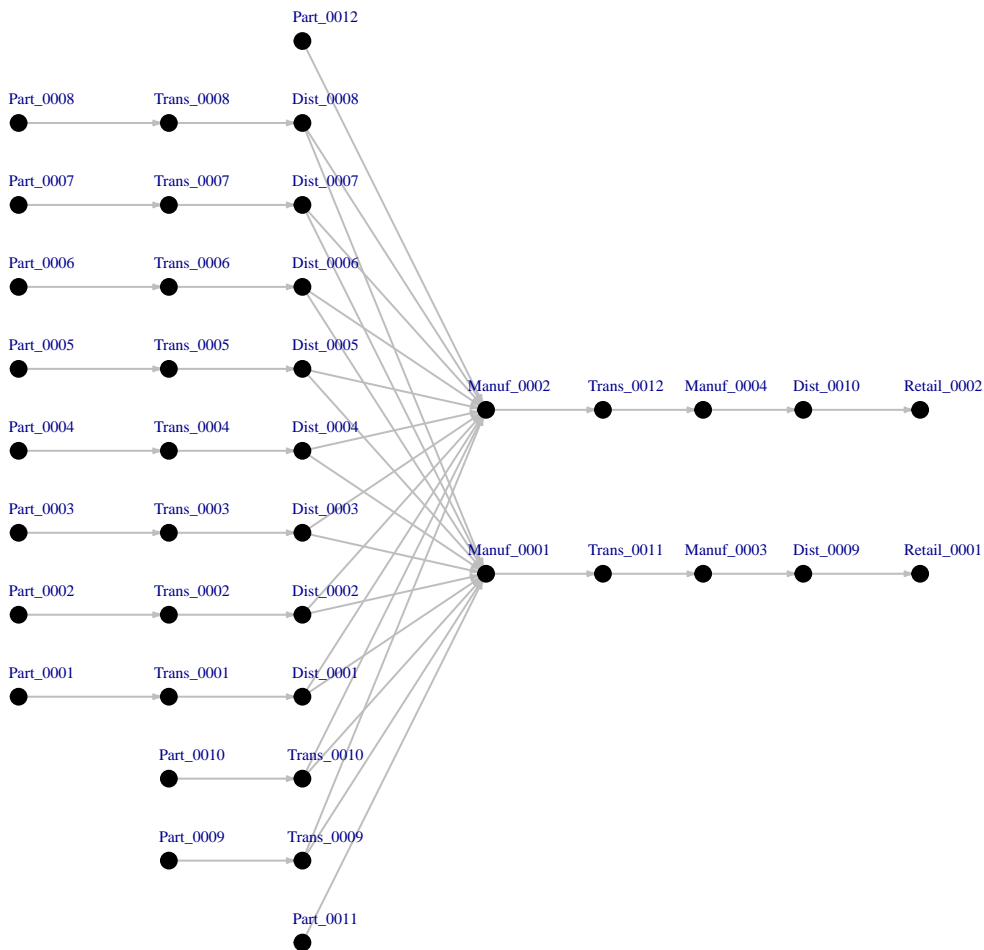 Part_0012
Part_0008 Trans_0008 Dist_0008
Part_0007 Trans_0007 Dist_0007
Part_0006 Trans_0006 Dist_0006
Part_0005 Trans_0005 Dist_0005
Manuf_0002 Trans_0012 Manuf_0004 Dist_0010 Retail_0002
Part_0004 Trans_0004 Dist_0004
Part_0003 Trans_0003 Dist_0003
Manuf_0001 Trans_0011 Manuf_0003 Dist_0009 Retail_0001
Part_0002 Trans_0002 Dist_0002
Part_0001 Trans_0001 Dist_0001
Part_0010 Trans_0010
Part_0009 Trans_0009
Part_0011